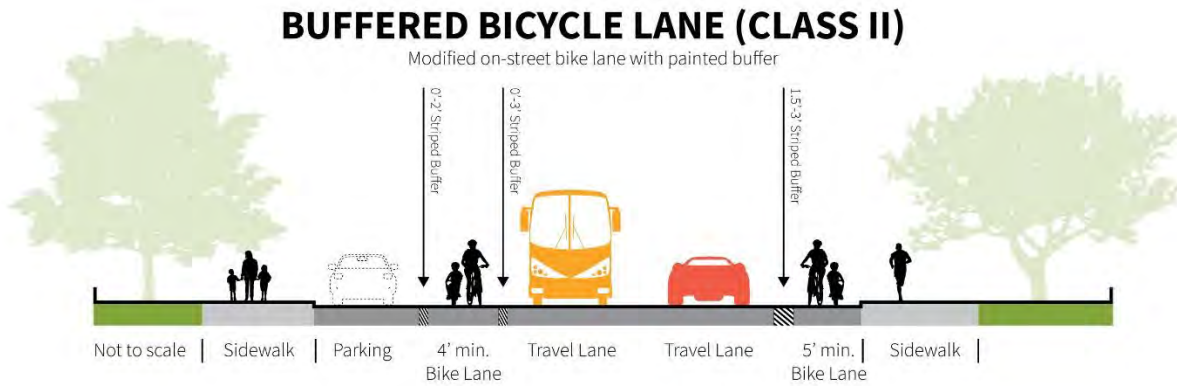 BUFFERED BICYCLE LANE (CLASS II)
Modified on-street bike lane with painted buffer
0'-2' Striped Buffer
0'-3' Striped Buffer
1.5'-3' Striped Buffer
Not to scale
Sidewalk
Parking
4' min.
Bike Lane
Travel Lane
Travel Lane
5' min.
Bike Lane
Sidewalk